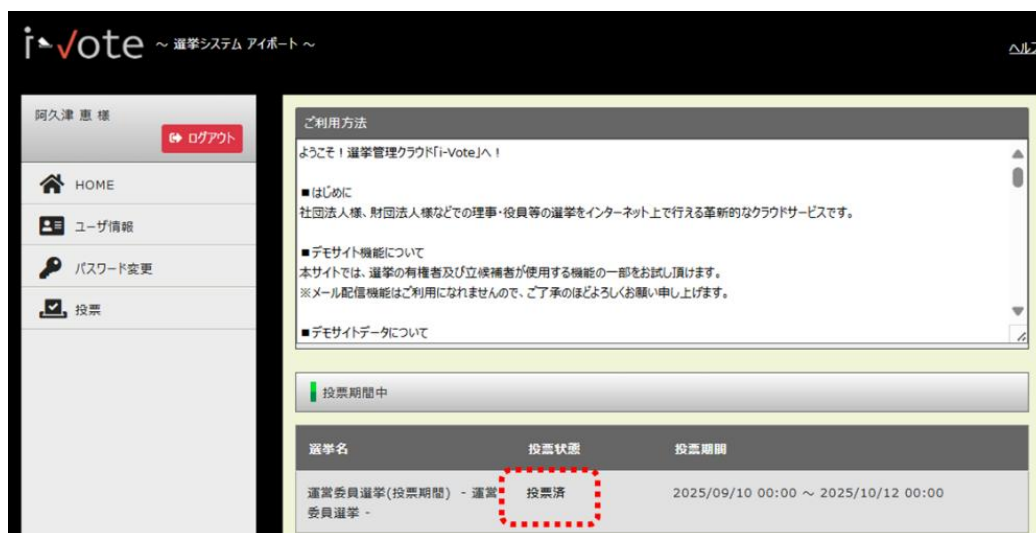 i-Vote ～ 選挙システム アイボート ～
ヘルプ
阿久津 恵 様
ログアウト
HOME
ユーザ情報
パスワード変更
投票
ご利用方法
ようこそ！選挙管理クラウド「i-Vote」へ！
■はじめに
社団法人様、財団法人様などでの理事・役員等の選挙をインターネット上で行える革新的なクラウドサービスです。
■デモサイト機能について
本サイトでは、選挙の有権者及び立候補者が使用する機能の一部をお試し頂けます。
※メール配信機能はご利用になれませんので、ご了承のほどよろしくお願い申し上げます。
■デモサイトデータについて
投票期間中
選挙名 投票状態 投票期間
運営委員選挙(投票期間) - 運営 投票済 2025/09/10 00:00 ～ 2025/10/12 00:00
委員選挙 -